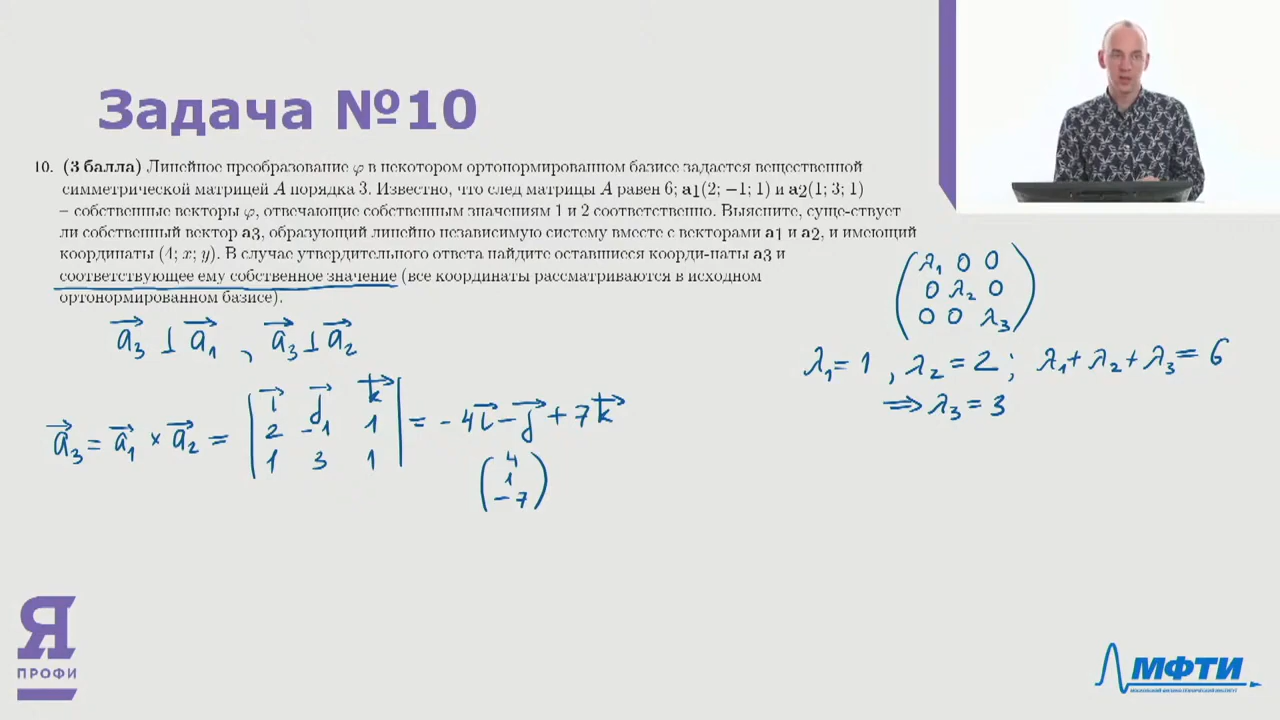 Задача №10
10. (3 балла) Линейное преобразование φ в некотором ортонормированном базисе задается вещественной
симметрической матрицей A порядка 3. Известно, что след матрицы A равен 6; a1(2; −1; 1) и a2(1; 3; 1)
– собственные векторы φ, отвечающие собственным значениям 1 и 2 соответственно. Выясните, суще-ствует
ли собственный вектор a3, образующий линейно независимую систему вместе с векторами a1 и a2, и имеющий
координаты (4; x; y). В случае утвердительного ответа найдите оставшиеся коорди-наты a3 и
соответствующее ему собственное значение (все координаты рассматриваются в исходном
ортонормированном базисе).
a₃ ⊥ a₁ , a₃ ⊥ a₂
a₃ = a₁ × a₂ = | i j k |
| 2 -1 1 |
| 1 3 1 | = -4i - j + 7k
( 4
1
-7 )
( λ₁ 0 0
0 λ₂ 0
0 0 λ₃ )
λ₁ = 1 , λ₂ = 2 ; λ₁ + λ₂ + λ₃ = 6
⇒ λ₃ = 3
Я
ПРОФИ
МФТИ